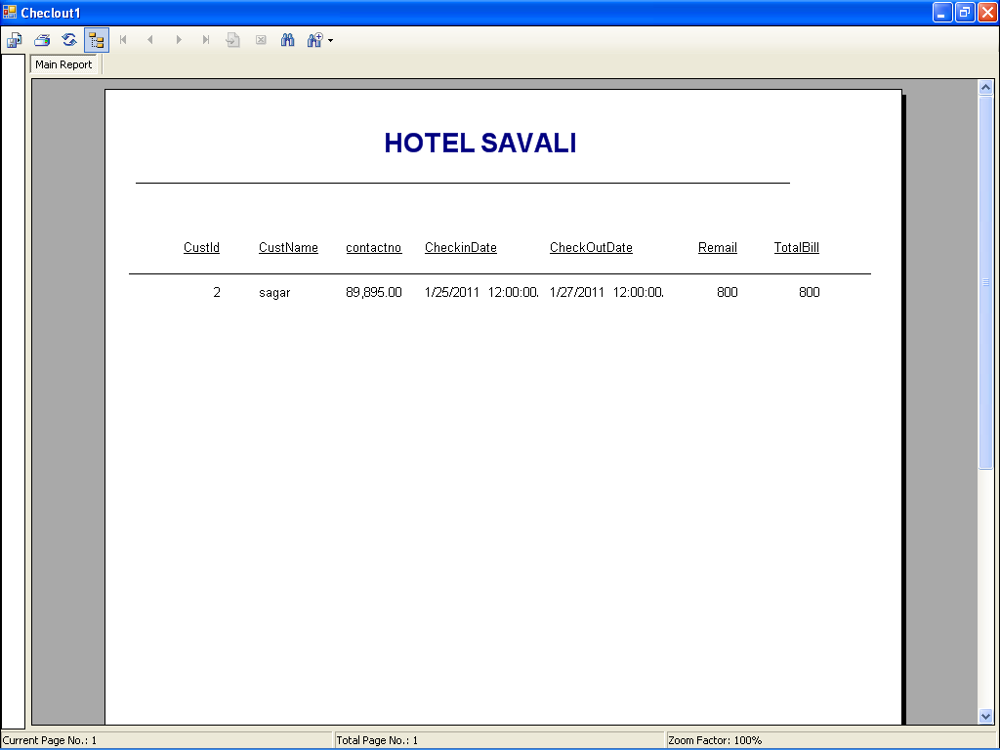 Checlout1
Main Report
HOTEL SAVALI
CustId CustName contactno CheckinDate CheckOutDate Remail TotalBill
2 sagar 89,895.00 1/25/2011 12:00:00. 1/27/2011 12:00:00. 800 800
Current Page No.: 1 Total Page No.: 1 Zoom Factor: 100%